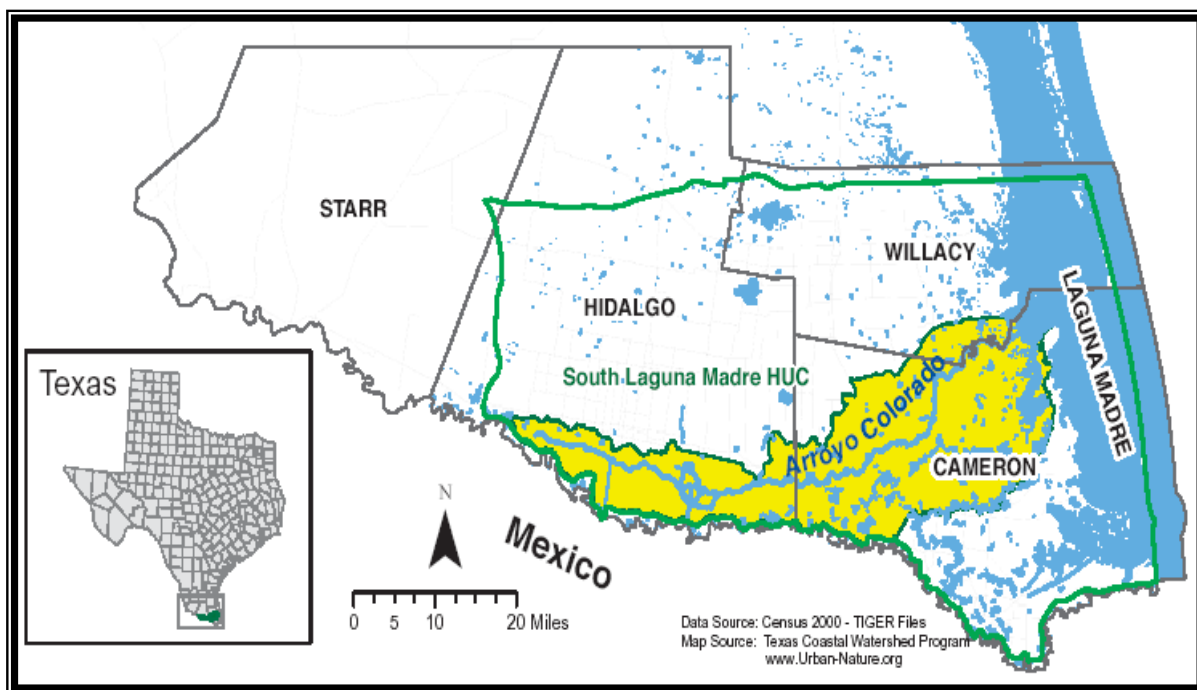 STARR
WILLACY
HIDALGO
LAGUNA MADRE
South Laguna Madre HUC
Arroyo Colorado
CAMERON
Texas
N
Mexico
0 5 10 20 Miles
Data Source: Census 2000 - TIGER Files
Map Source: Texas Coastal Watershed Program
www.Urban-Nature.org